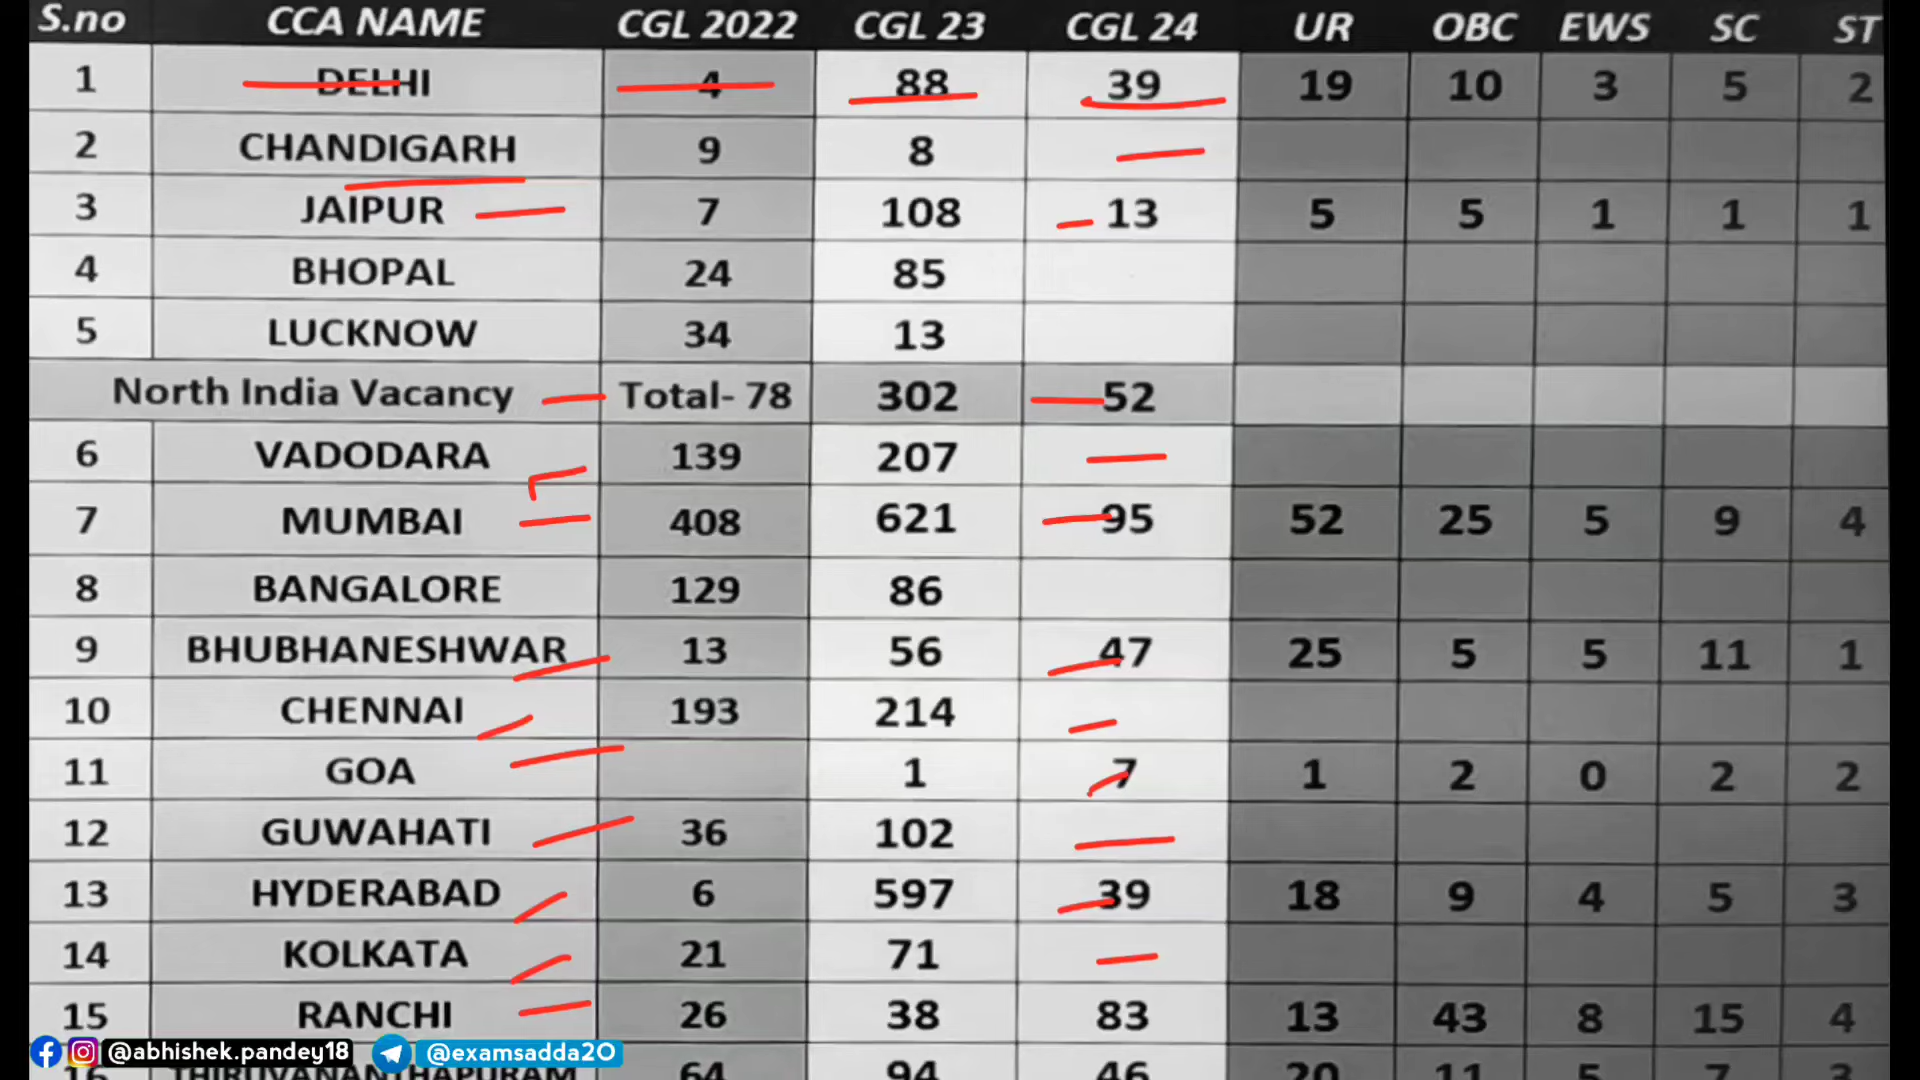 S.no CCA NAME CGL 2022 CGL 23 CGL 24 UR OBC EWS SC ST
1 DELHI 4 88 39 19 10 3 5 2
2 CHANDIGARH 9 8
3 JAIPUR 7 108 13 5 5 1 1 1
4 BHOPAL 24 85
5 LUCKNOW 34 13
North India Vacancy Total- 78 302 52
6 VADODARA 139 207
7 MUMBAI 408 621 95 52 25 5 9 4
8 BANGALORE 129 86
9 BHUBHANESHWAR 13 56 47 25 5 5 11 1
10 CHENNAI 193 214
11 GOA 1 7 1 2 0 2 2
12 GUWAHATI 36 102
13 HYDERABAD 6 597 39 18 9 4 5 3
14 KOLKATA 21 71
15 RANCHI 26 38 83 13 43 8 15 4
16 THIRUVANANTHAPURAM 64 94 46 20 11 5 7 3
@abhishek.pandey18 @examsadda20